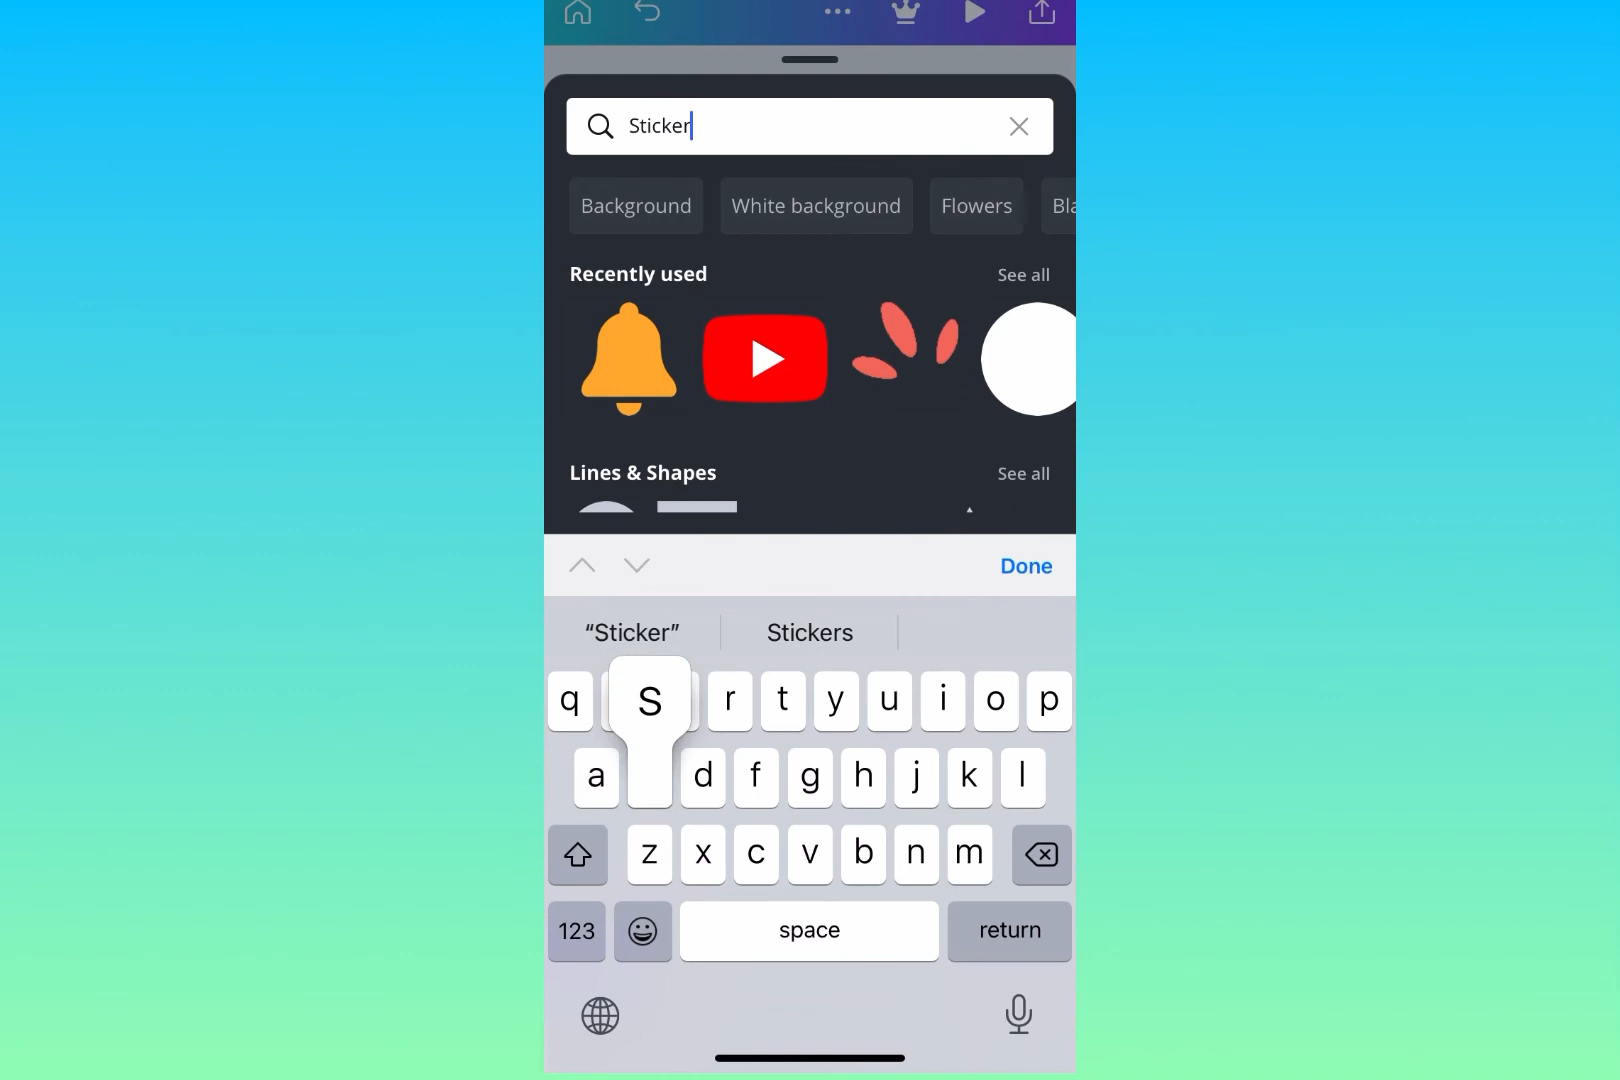 Sticker
Background White background Flowers Bla
Recently used See all
Lines & Shapes See all
Done
“Sticker” Stickers
q S r t y u i o p
a d f g h j k l
z x c v b n m
123 space return